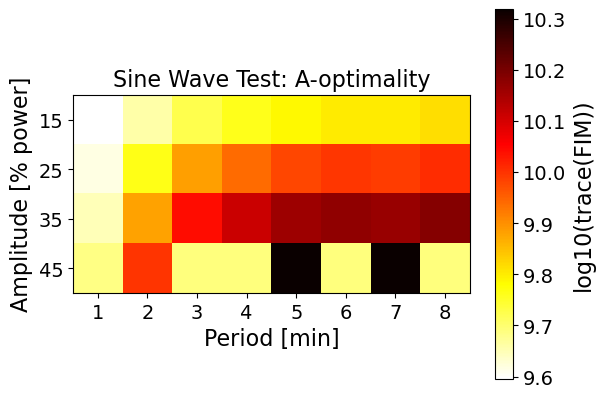 Sine Wave Test: A-optimality
Amplitude [% power]
15
25
35
45
1 2 3 4 5 6 7 8
Period [min]
10.3
10.2
10.1
10.0
9.9
9.8
9.7
9.6
log10(trace(FIM))